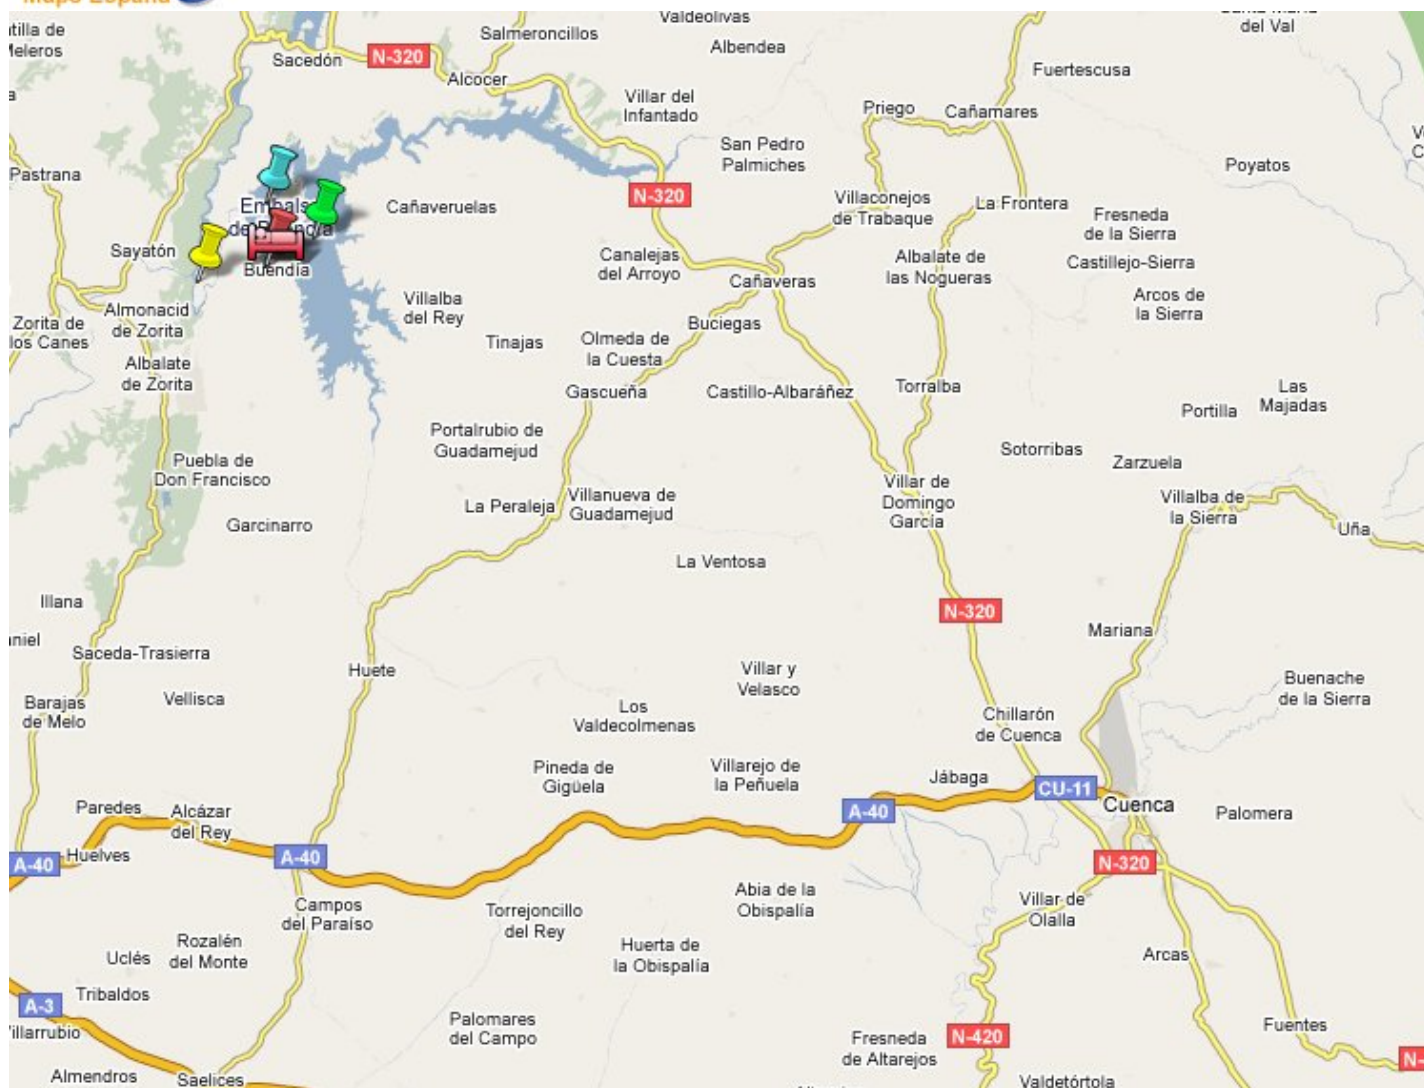 Mapa España
Valdeolivas
del Val
Salmeroncillos
Albendea
Sacedón
N-320
Fuertescusa
Alcocer
Villar del
Infantado
Priego
Cañamares
San Pedro
Palmiches
Poyatos
Pastrana
N-320
Villaconejos
de Trabaque
La Frontera
Cañaveruelas
Fresneda
de la Sierra
Sayatón
Canalejas
del Arroyo
Albalate de
las Nogueras
Castillejo-Sierra
Buendía
Cañaveras
Arcos de
la Sierra
Villalba
del Rey
Almonacid
de Zorita
Zorita de
los Canes
Buciegas
Tinajas
Olmeda de
la Cuesta
Albalate
de Zorita
Gascueña
Castillo-Albaráñez
Torralba
Las
Majadas
Portilla
Portalrubio de
Guadamejud
Sotorribas
Zarzuela
Puebla de
Don Francisco
Villar de
Domingo
García
Villanueva de
Guadamejud
La Peraleja
Villalba de
la Sierra
Garcinarro
Uña
La Ventosa
Illana
N-320
Mariana
Saceda-Trasierra
Huete
Villar y
Velasco
Buenache
de la Sierra
Vellisca
Barajas
de Melo
Los
Valdecolmenas
Chillarón
de Cuenca
Pineda de
Gigüela
Villarejo de
la Peñuela
Jábaga
CU-11
Cuenca
Paredes
Alcázar
del Rey
A-40
Palomera
A-40
Huelves
A-40
N-320
Abia de la
Obispalía
Villar de
Olalla
Campos
del Paraíso
Torrejoncillo
del Rey
Rozalén
del Monte
Huerta de
la Obispalía
Uclés
Arcas
Tribaldos
A-3
Villarrubio
Palomares
del Campo
Fresneda
de Altarejos
N-420
Fuentes
N-
Almendros
Saelices
Valdetórtola